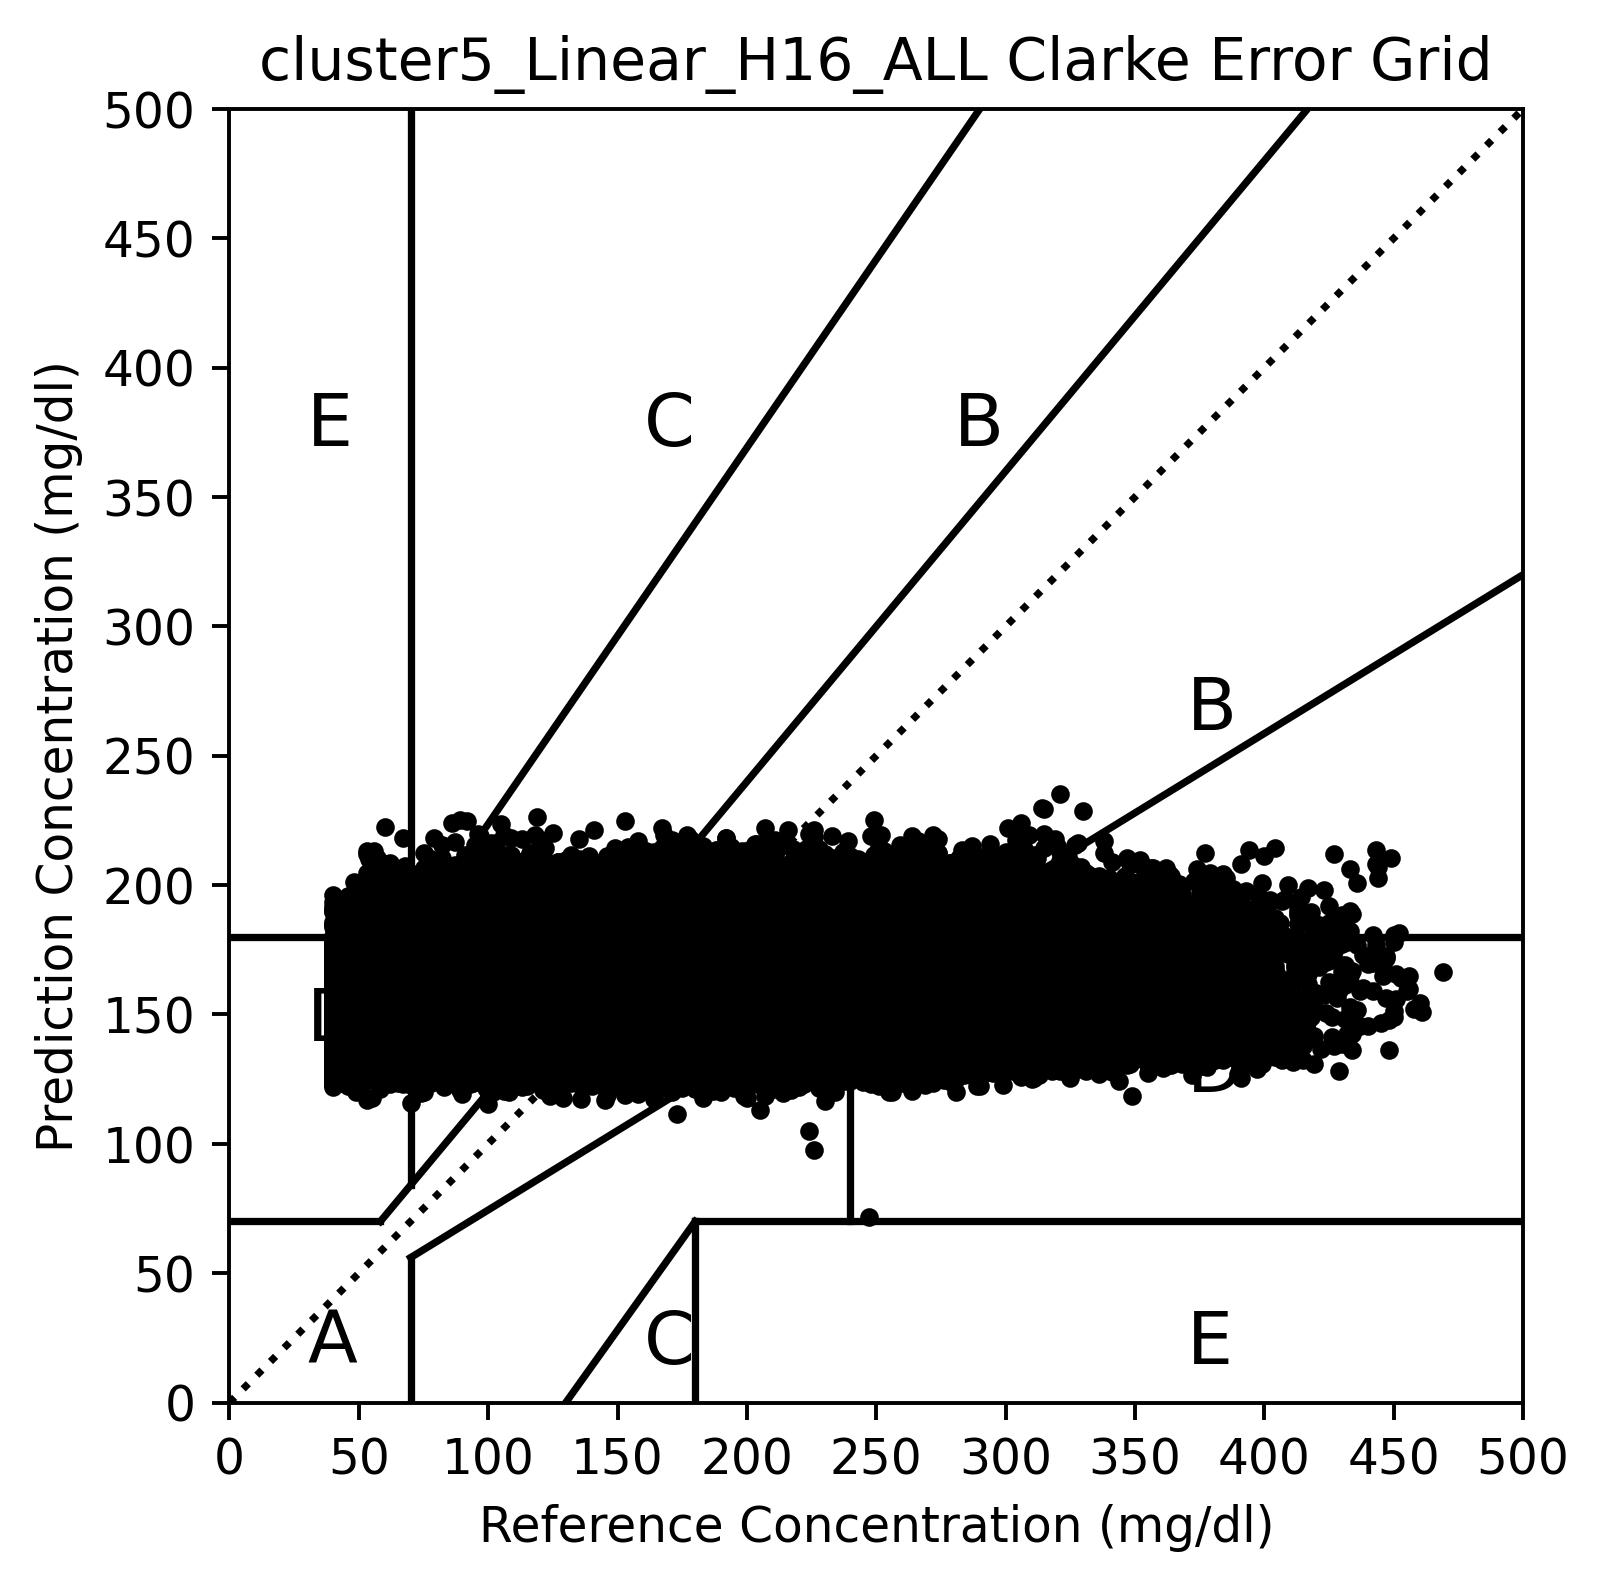 cluster5_Linear_H16_ALL Clarke Error Grid
500
450
400
350
300
250
200
150
100
50
0
Prediction Concentration (mg/dl)
E
C
B
B
D
A
C
E
0 50 100 150 200 250 300 350 400 450 500
Reference Concentration (mg/dl)